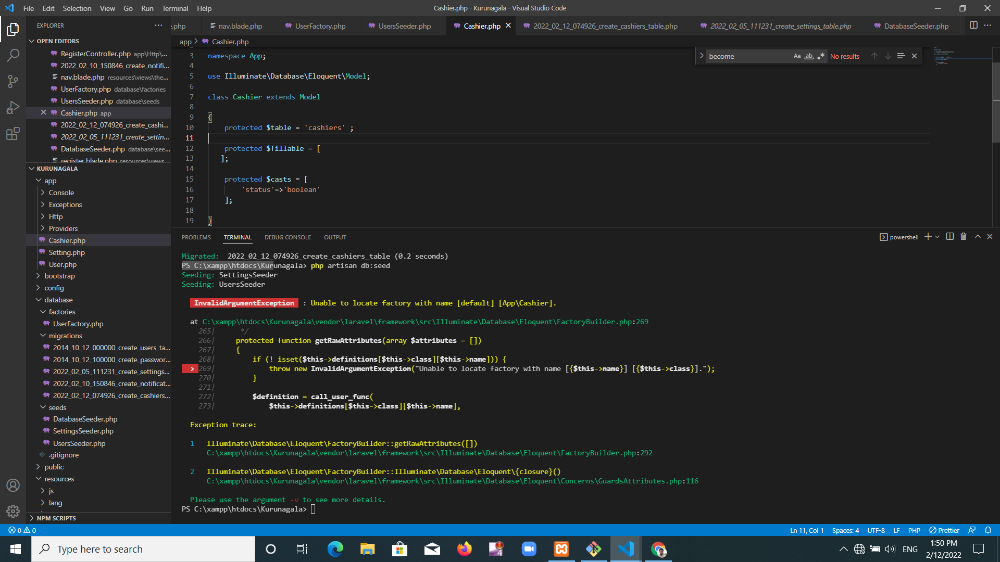 File Edit Selection View Go Run Terminal Help
Cashier.php - Kurunagala - Visual Studio Code
EXPLORER
OPEN EDITORS
RegisterController.php app\Http\...
2022_02_10_150846_create_notifi...
nav.blade.php resources\views\the...
UserFactory.php database\factories
UsersSeeder.php database\seeds
Cashier.php app
2022_02_12_074926_create_cashi...
2022_02_05_111231_create_settin...
DatabaseSeeder.php database\see...
register.blade.php resources\views
KURUNAGALA
app
Console
Exceptions
Http
Providers
Cashier.php
Setting.php
User.php
bootstrap
config
database
factories
UserFactory.php
migrations
2014_10_12_000000_create_users_ta...
2014_10_12_100000_create_passwor...
2022_02_05_111231_create_settings...
2022_02_10_150846_create_notificat...
2022_02_12_074926_create_cashiers...
seeds
DatabaseSeeder.php
SettingsSeeder.php
UsersSeeder.php
.gitignore
public
resources
js
lang
NPM SCRIPTS
e.php nav.blade.php UserFactory.php UsersSeeder.php Cashier.php 2022_02_12_074926_create_cashiers_table.php 2022_02_05_111231_create_settings_table.php DatabaseSeeder.php
app > Cashier.php
become Aa ab No results
3 namespace App;
4
5 use Illuminate\Database\Eloquent\Model;
6
7 class Cashier extends Model
8
9 {
10 protected $table = 'cashiers' ;
11
12 protected $fillable = [
13 ];
14
15 protected $casts = [
16 'status'=>'boolean'
17 ];
18
19 }
PROBLEMS TERMINAL DEBUG CONSOLE OUTPUT
powershell
Migrated: 2022_02_12_074926_create_cashiers_table (0.2 seconds)
PS C:\xampp\htdocs\Kurunagala> php artisan db:seed
Seeding: SettingsSeeder
Seeding: UsersSeeder
InvalidArgumentException : Unable to locate factory with name [default] [App\Cashier].
at C:\xampp\htdocs\Kurunagala\vendor\laravel\framework\src\Illuminate\Database\Eloquent\FactoryBuilder.php:269
265| */
266| protected function getRawAttributes(array $attributes = [])
267| {
268| if (! isset($this->definitions[$this->class][$this->name])) {
> 269| throw new InvalidArgumentException("Unable to locate factory with name [{$this->name}] [{$this->class}].");
270| }
271|
272| $definition = call_user_func(
273| $this->definitions[$this->class][$this->name],
Exception trace:
1 Illuminate\Database\Eloquent\FactoryBuilder::getRawAttributes([])
C:\xampp\htdocs\Kurunagala\vendor\laravel\framework\src\Illuminate\Database\Eloquent\FactoryBuilder.php:292
2 Illuminate\Database\Eloquent\FactoryBuilder::Illuminate\Database\Eloquent\{closure}()
C:\xampp\htdocs\Kurunagala\vendor\laravel\framework\src\Illuminate\Database\Eloquent\Concerns\GuardsAttributes.php:116
Please use the argument -v to see more details.
PS C:\xampp\htdocs\Kurunagala>
0 0
Ln 11, Col 1 Spaces: 4 UTF-8 LF PHP Prettier
Type here to search
ENG
1:50 PM
2/12/2022